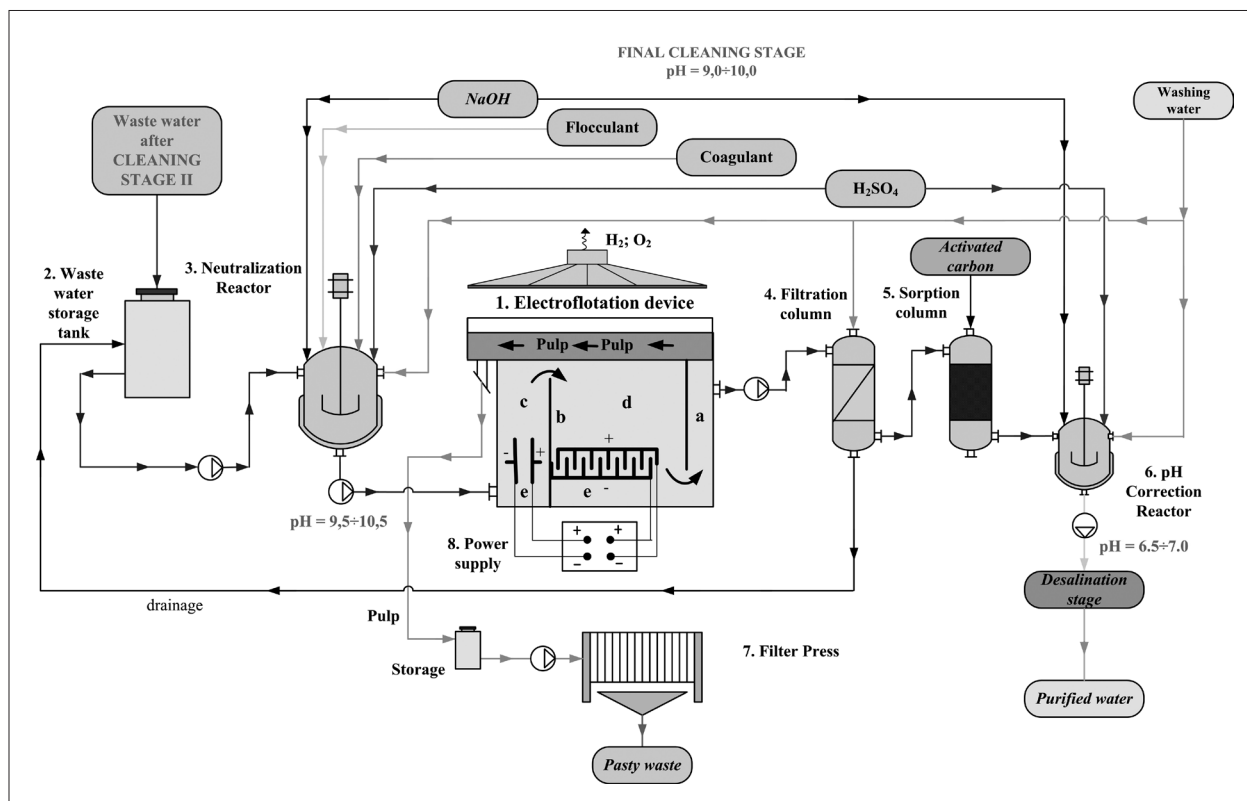 FINAL CLEANING STAGE
pH = 9,0÷10,0
NaOH
Washing
water
Waste water
after
CLEANING
STAGE II
Flocculant
Coagulant
H₂SO₄
H₂; O₂
Activated
carbon
2. Waste
water
storage
tank
3. Neutralization
Reactor
1. Electroflotation device
4. Filtration
column
5. Sorption
column
Pulp
Pulp
c
d
b
a
+
-
+
e
e
-
6. pH
Correction
Reactor
pH = 9,5÷10,5
8. Power
supply
+
+
−
−
pH = 6.5÷7.0
drainage
Desalination
stage
Pulp
Storage
7. Filter Press
Purified water
Pasty waste